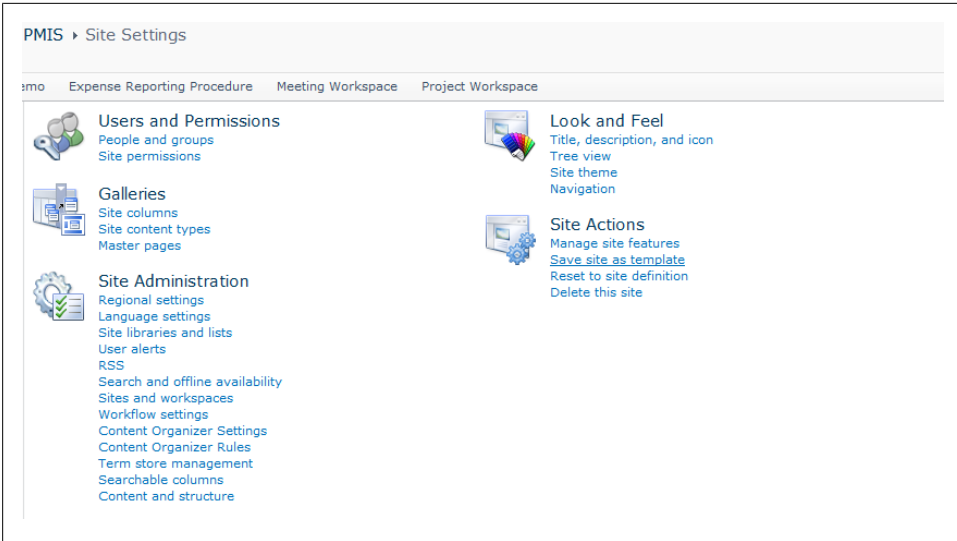 PMIS ▸ Site Settings
emo Expense Reporting Procedure Meeting Workspace Project Workspace
Users and Permissions
People and groups
Site permissions
Galleries
Site columns
Site content types
Master pages
Site Administration
Regional settings
Language settings
Site libraries and lists
User alerts
RSS
Search and offline availability
Sites and workspaces
Workflow settings
Content Organizer Settings
Content Organizer Rules
Term store management
Searchable columns
Content and structure
Look and Feel
Title, description, and icon
Tree view
Site theme
Navigation
Site Actions
Manage site features
Save site as template
Reset to site definition
Delete this site